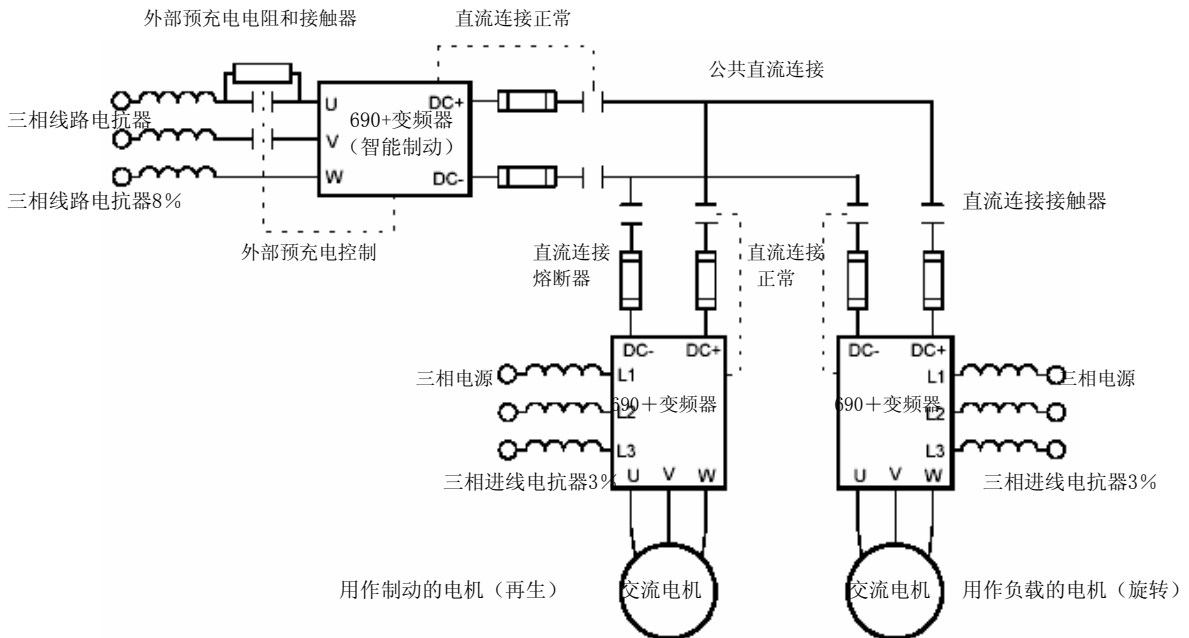 外部预充电电阻和接触器
直流连接正常
公共直流连接
三相线路电抗器
U
DC+
690+变频器
V
（智能制动）
W
DC-
三相线路电抗器8%
直流连接接触器
外部预充电控制
直流连接
熔断器
直流连接
正常
DC-
DC+
DC-
DC+
三相电源
L1
L1
三相电源
690＋变频器
690＋变频器
L2
L2
L3
L3
三相进线电抗器3%
U
V
W
U
V
W
三相进线电抗器3%
用作制动的电机（再生）
交流电机
交流电机
用作负载的电机（旋转）